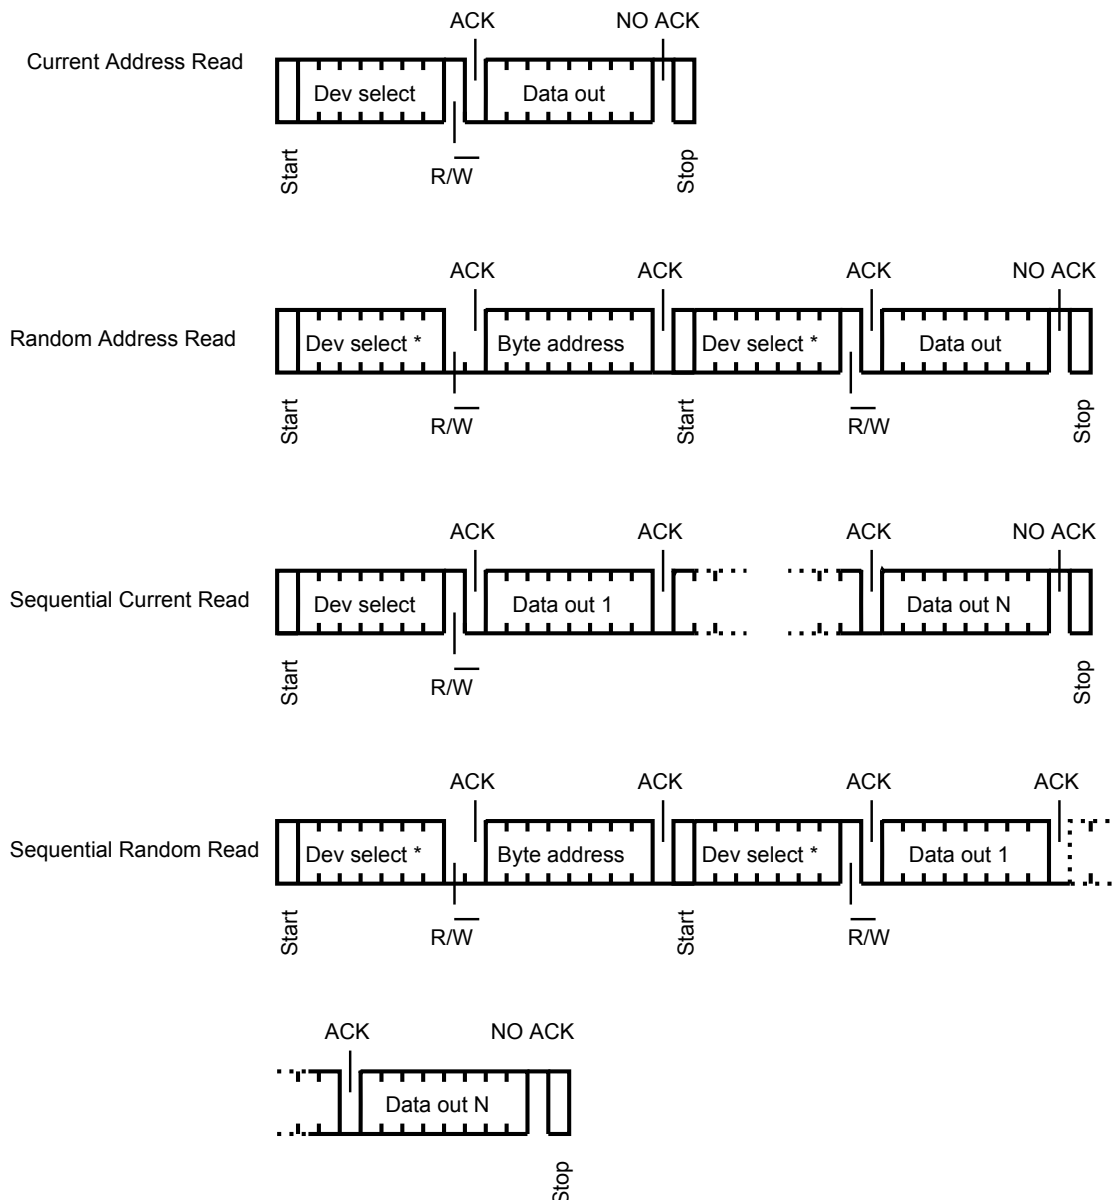 ACK NO ACK
Current Address Read
Dev select Data out
Start R/W̅ Stop
ACK ACK ACK NO ACK
Random Address Read
Dev select * Byte address Dev select * Data out
Start R/W̅ Start R̅/W Stop
ACK ACK ACK NO ACK
Sequential Current Read
Dev select Data out 1 Data out N
Start R/W̅ Stop
ACK ACK ACK ACK
Sequential Random Read
Dev select * Byte address Dev select * Data out 1
Start R/W̅ Start R̅/W
ACK NO ACK
Data out N
Stop